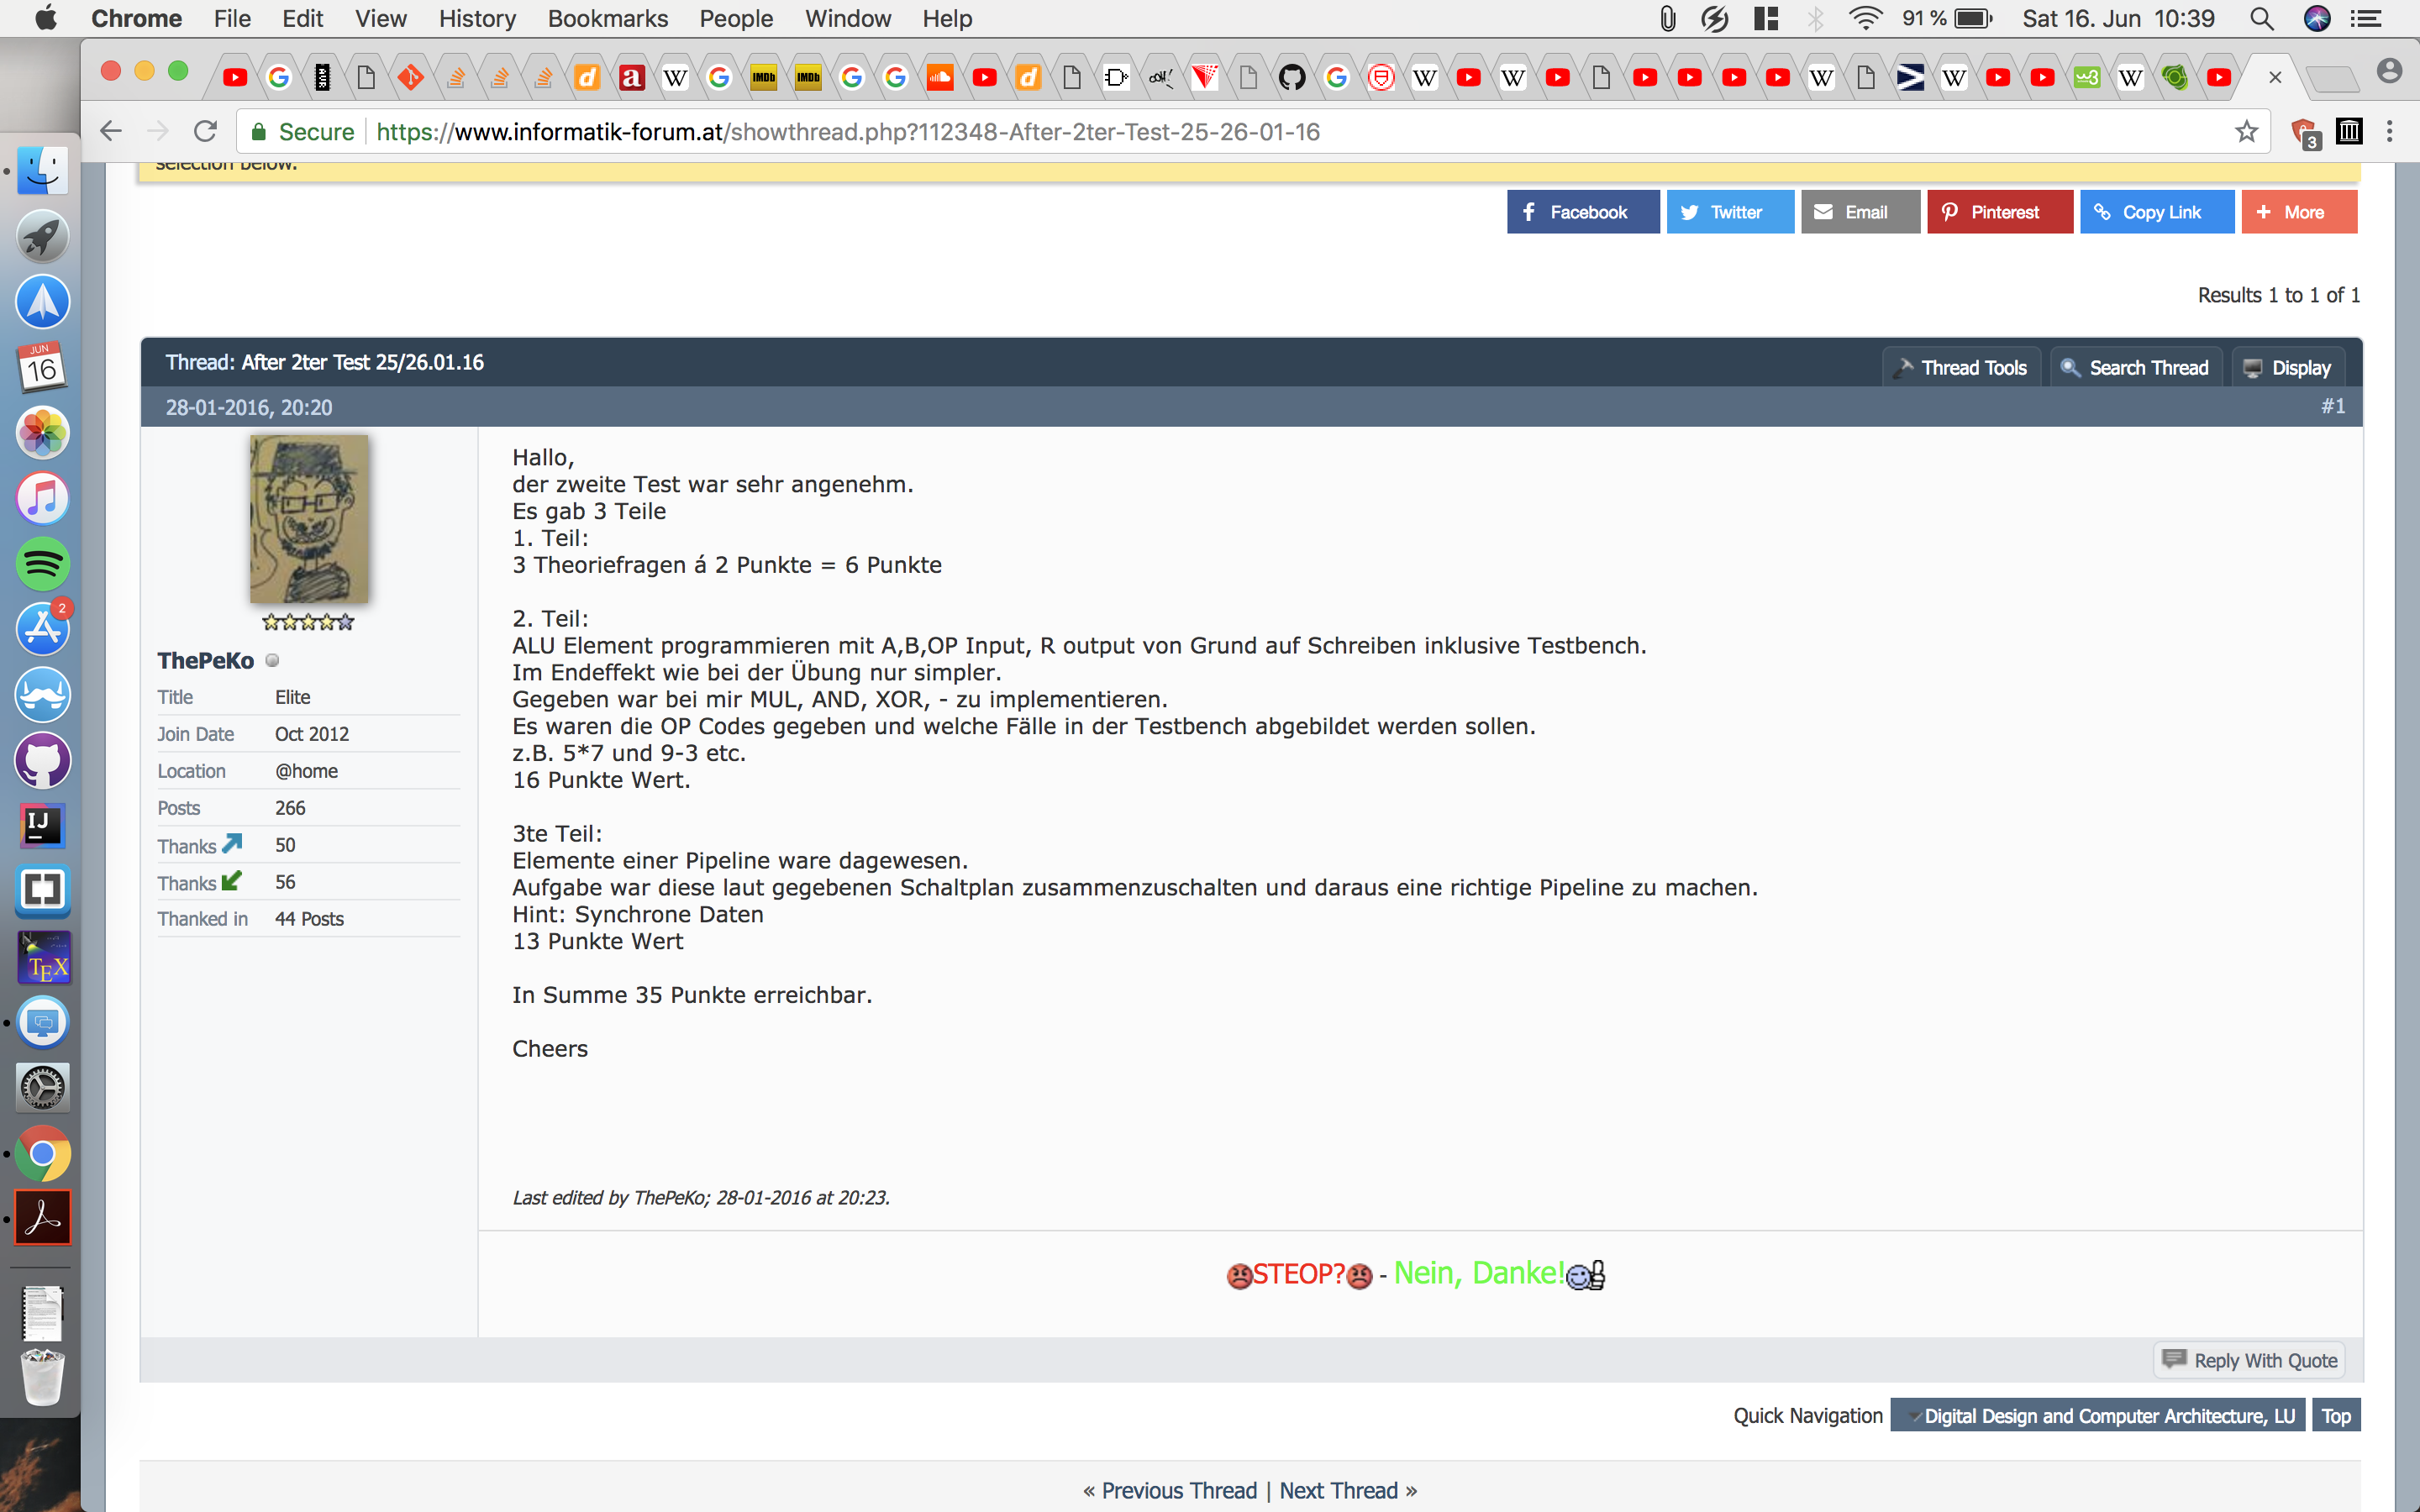 Chrome File Edit View History Bookmarks People Window Help 91 % Sat 16. Jun 10:39
Secure https://www.informatik-forum.at/showthread.php?112348-After-2ter-Test-25-26-01-16
3
selection below.
Facebook Twitter Email Pinterest Copy Link More
Results 1 to 1 of 1
Thread: After 2ter Test 25/26.01.16 Thread Tools Search Thread Display
28-01-2016, 20:20 #1
JUN
16
2
IJ
TEX
ThePeKo
Title Elite
Join Date Oct 2012
Location @home
Posts 266
Thanks 50
Thanks 56
Thanked in 44 Posts
Hallo,
der zweite Test war sehr angenehm.
Es gab 3 Teile
1. Teil:
3 Theoriefragen á 2 Punkte = 6 Punkte
2. Teil:
ALU Element programmieren mit A,B,OP Input, R output von Grund auf Schreiben inklusive Testbench.
Im Endeffekt wie bei der Übung nur simpler.
Gegeben war bei mir MUL, AND, XOR, - zu implementieren.
Es waren die OP Codes gegeben und welche Fälle in der Testbench abgebildet werden sollen.
z.B. 5*7 und 9-3 etc.
16 Punkte Wert.
3te Teil:
Elemente einer Pipeline ware dagewesen.
Aufgabe war diese laut gegebenen Schaltplan zusammenzuschalten und daraus eine richtige Pipeline zu machen.
Hint: Synchrone Daten
13 Punkte Wert
In Summe 35 Punkte erreichbar.
Cheers
Last edited by ThePeKo; 28-01-2016 at 20:23.
STEOP? - Nein, Danke!
Reply With Quote
Quick Navigation Digital Design and Computer Architecture, LU Top
« Previous Thread | Next Thread »